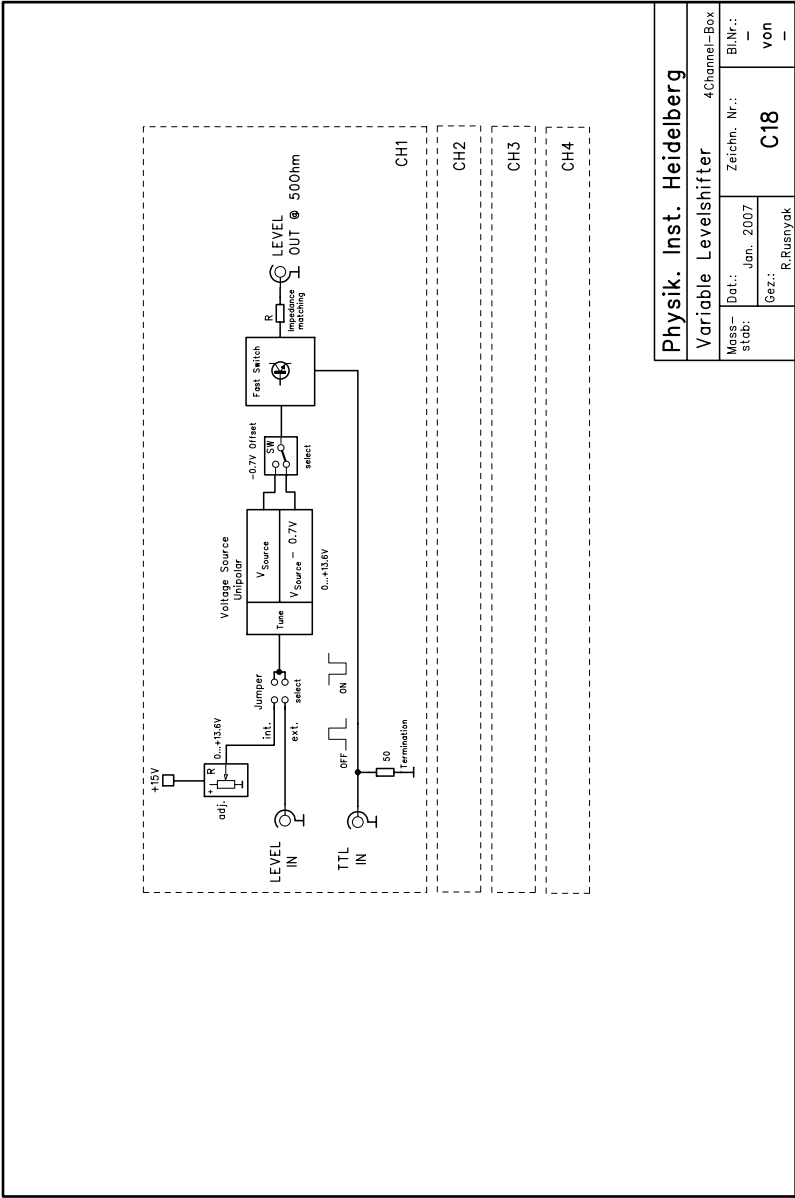 +15V
R
+
adj.
0...+13.6V
int.
ext.
Jumper
select
LEVEL
IN
TTL
IN
OFF
ON
50
Termination
Voltage Source
Unipolar
Tune
V Source
V Source - 0.7V
0...+13.6V
-0.7V Offset
SW
select
Fast Switch
R
Impedance
matching
LEVEL
OUT @ 500hm
CH1
CH2
CH3
CH4
Physik. Inst. Heidelberg
Variable Levelshifter 4Channel-Box
Mass-
stab:
Dat.:
Jan. 2007
Gez.:
R.Rusnyak
Zeichn. Nr.:
C18
Bl.Nr.:
–
von
–